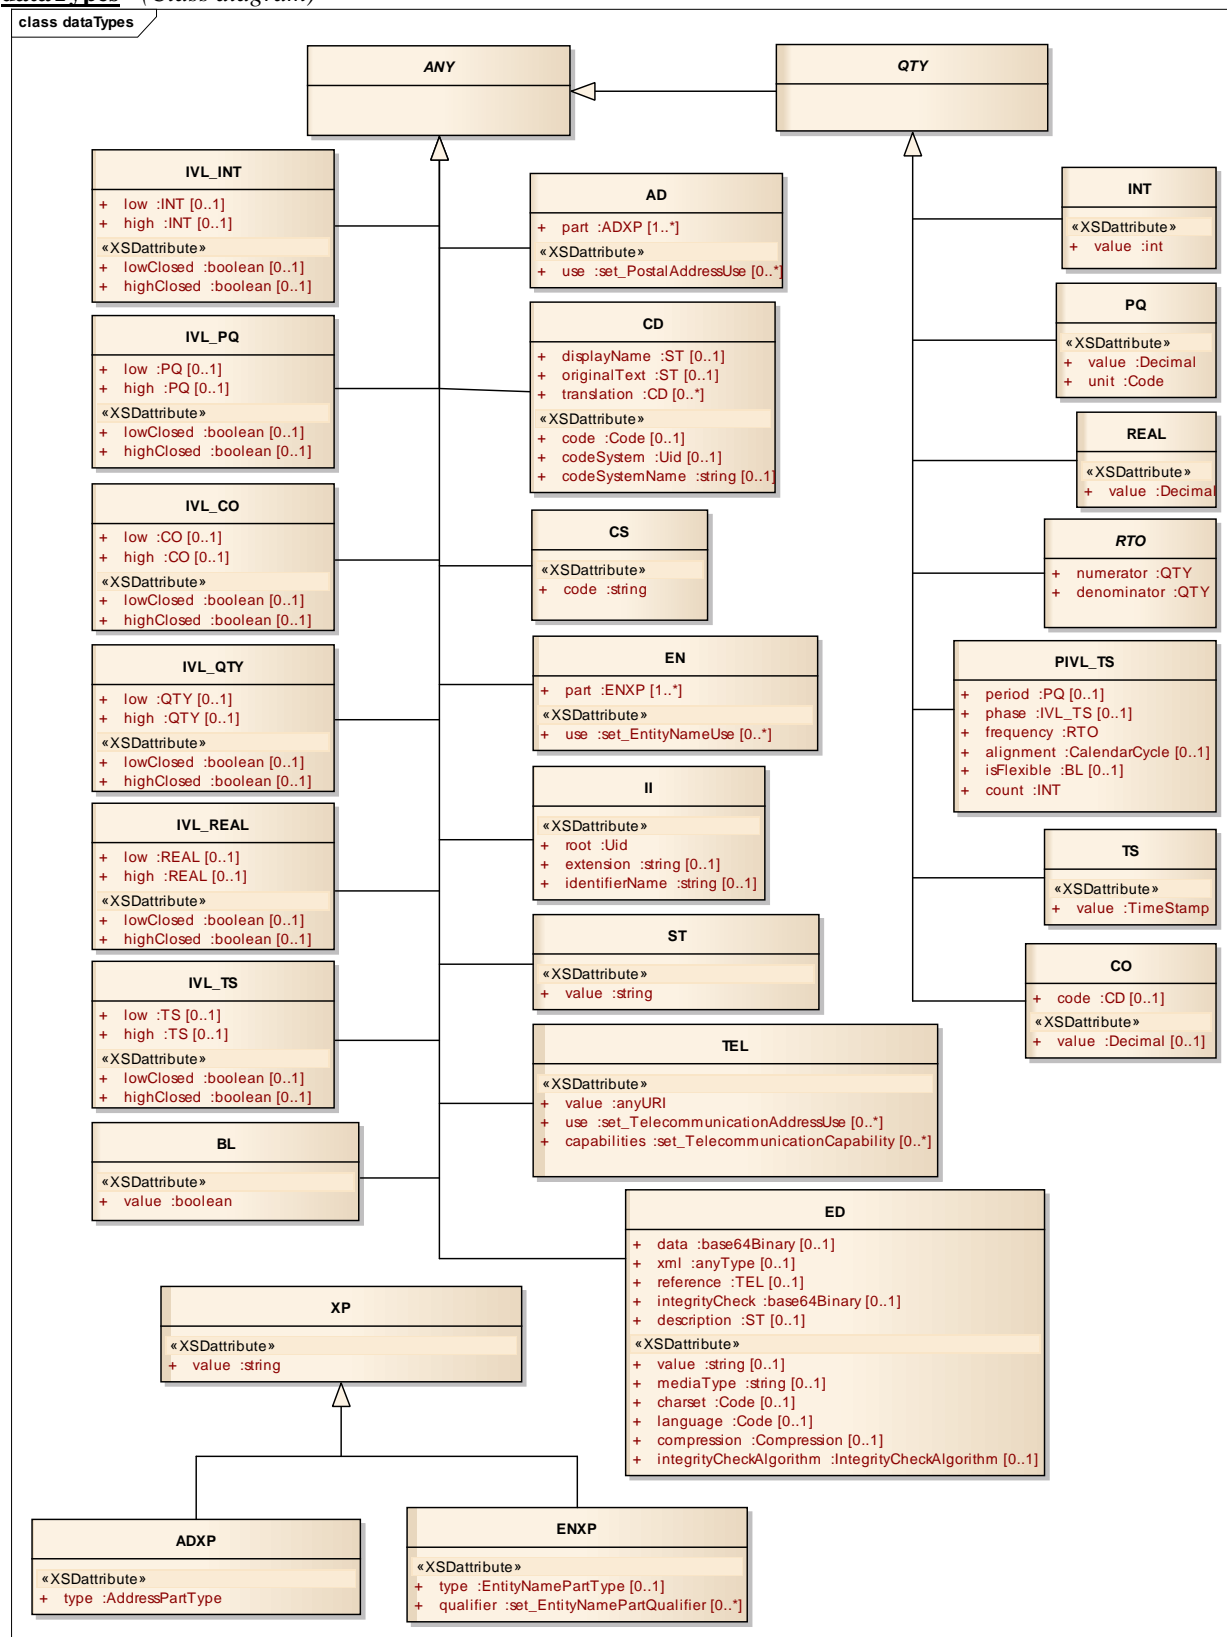 dataTypes (Class diagram)
class dataTypes
ANY
QTY
IVL_INT
+ low :INT [0..1]
+ high :INT [0..1]
«XSDattribute»
+ lowClosed :boolean [0..1]
+ highClosed :boolean [0..1]
IVL_PQ
+ low :PQ [0..1]
+ high :PQ [0..1]
«XSDattribute»
+ lowClosed :boolean [0..1]
+ highClosed :boolean [0..1]
IVL_CO
+ low :CO [0..1]
+ high :CO [0..1]
«XSDattribute»
+ lowClosed :boolean [0..1]
+ highClosed :boolean [0..1]
IVL_QTY
+ low :QTY [0..1]
+ high :QTY [0..1]
«XSDattribute»
+ lowClosed :boolean [0..1]
+ highClosed :boolean [0..1]
IVL_REAL
+ low :REAL [0..1]
+ high :REAL [0..1]
«XSDattribute»
+ lowClosed :boolean [0..1]
+ highClosed :boolean [0..1]
IVL_TS
+ low :TS [0..1]
+ high :TS [0..1]
«XSDattribute»
+ lowClosed :boolean [0..1]
+ highClosed :boolean [0..1]
BL
«XSDattribute»
+ value :boolean
AD
+ part :ADXP [1..*]
«XSDattribute»
+ use :set_PostalAddressUse [0..*]
CD
+ displayName :ST [0..1]
+ originalText :ST [0..1]
+ translation :CD [0..*]
«XSDattribute»
+ code :Code [0..1]
+ codeSystem :Uid [0..1]
+ codeSystemName :string [0..1]
CS
«XSDattribute»
+ code :string
EN
+ part :ENXP [1..*]
«XSDattribute»
+ use :set_EntityNameUse [0..*]
II
«XSDattribute»
+ root :Uid
+ extension :string [0..1]
+ identifierName :string [0..1]
ST
«XSDattribute»
+ value :string
TEL
«XSDattribute»
+ value :anyURI
+ use :set_TelecommunicationAddressUse [0..*]
+ capabilities :set_TelecommunicationCapability [0..*]
ED
+ data :base64Binary [0..1]
+ xml :anyType [0..1]
+ reference :TEL [0..1]
+ integrityCheck :base64Binary [0..1]
+ description :ST [0..1]
«XSDattribute»
+ value :string [0..1]
+ mediaType :string [0..1]
+ charset :Code [0..1]
+ language :Code [0..1]
+ compression :Compression [0..1]
+ integrityCheckAlgorithm :IntegrityCheckAlgorithm [0..1]
INT
«XSDattribute»
+ value :int
PQ
«XSDattribute»
+ value :Decimal
+ unit :Code
REAL
«XSDattribute»
+ value :Decimal
RTO
+ numerator :QTY
+ denominator :QTY
PIVL_TS
+ period :PQ [0..1]
+ phase :IVL_TS [0..1]
+ frequency :RTO
+ alignment :CalendarCycle [0..1]
+ isFlexible :BL [0..1]
+ count :INT
TS
«XSDattribute»
+ value :TimeStamp
CO
+ code :CD [0..1]
«XSDattribute»
+ value :Decimal [0..1]
XP
«XSDattribute»
+ value :string
ADXP
«XSDattribute»
+ type :AddressPartType
ENXP
«XSDattribute»
+ type :EntityNamePartType [0..1]
+ qualifier :set_EntityNamePartQualifier [0..*]